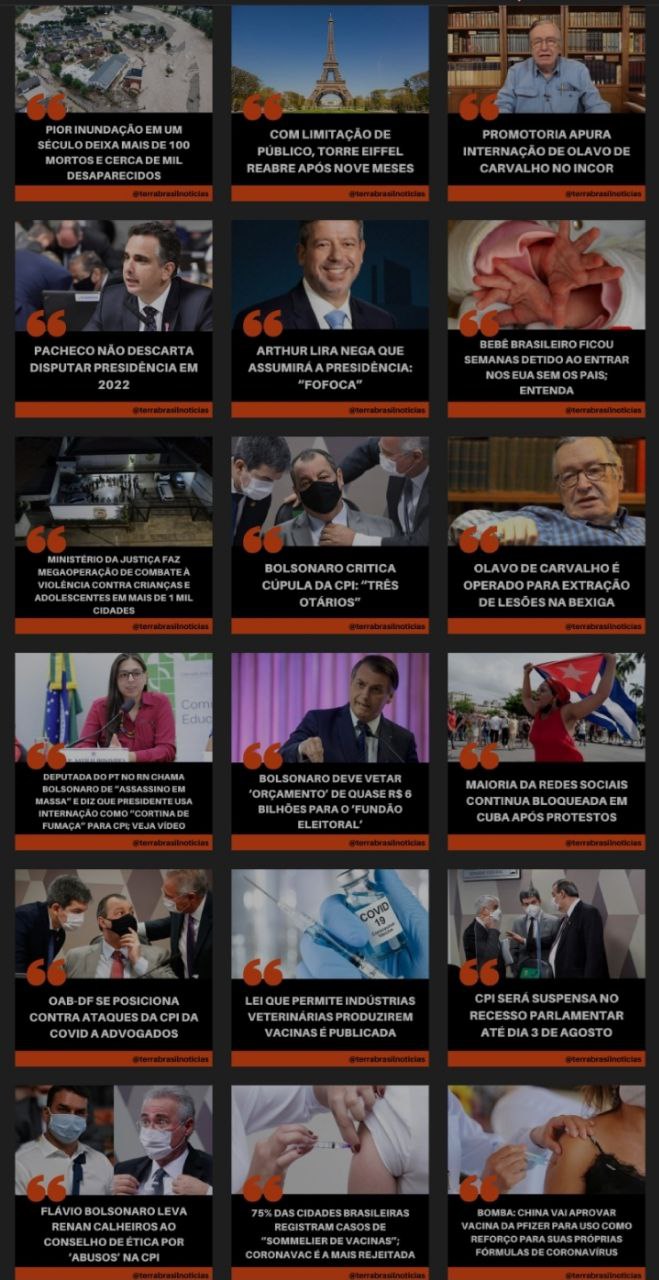 PIOR INUNDAÇÃO EM UM
SÉCULO DEIXA MAIS DE 100
MORTOS E CERCA DE MIL
DESAPARECIDOS
@terrabrasilnoticias
COM LIMITAÇÃO DE
PÚBLICO, TORRE EIFFEL
REABRE APÓS NOVE MESES
@terrabrasilnoticias
PROMOTORIA APURA
INTERNAÇÃO DE OLAVO DE
CARVALHO NO INCOR
@terrabrasilnoticias
PACHECO NÃO DESCARTA
DISPUTAR PRESIDÊNCIA EM
2022
@terrabrasilnoticias
ARTHUR LIRA NEGA QUE
ASSUMIRÁ A PRESIDÊNCIA:
“FOFOCA”
@terrabrasilnoticias
BEBÊ BRASILEIRO FICOU
SEMANAS DETIDO AO ENTRAR
NOS EUA SEM OS PAIS;
ENTENDA
@terrabrasilnoticias
MINISTÉRIO DA JUSTIÇA FAZ
MEGAOPERAÇÃO DE COMBATE À
VIOLÊNCIA CONTRA CRIANÇAS E
ADOLESCENTES EM MAIS DE 1 MIL
CIDADES
@terrabrasilnoticias
BOLSONARO CRITICA
CÚPULA DA CPI: “TRÊS
OTÁRIOS”
@terrabrasilnoticias
OLAVO DE CARVALHO É
OPERADO PARA EXTRAÇÃO
DE LESÕES NA BEXIGA
@terrabrasilnoticias
DEPUTADA DO PT NO RN CHAMA
BOLSONARO DE “ASSASSINO EM
MASSA” E DIZ QUE PRESIDENTE USA
INTERNAÇÃO COMO “CORTINA DE
FUMAÇA” PARA CPI; VEJA VÍDEO
@terrabrasilnoticias
BOLSONARO DEVE VETAR
‘ORÇAMENTO’ DE QUASE R$ 6
BILHÕES PARA O ‘FUNDÃO
ELEITORAL’
@terrabrasilnoticias
MAIORIA DA REDES SOCIAIS
CONTINUA BLOQUEADA EM
CUBA APÓS PROTESTOS
@terrabrasilnoticias
OAB-DF SE POSICIONA
CONTRA ATAQUES DA CPI DA
COVID A ADVOGADOS
@terrabrasilnoticias
COVID
19
LEI QUE PERMITE INDÚSTRIAS
VETERINÁRIAS PRODUZIREM
VACINAS É PUBLICADA
@terrabrasilnoticias
CPI SERÁ SUSPENSA NO
RECESSO PARLAMENTAR
ATÉ DIA 3 DE AGOSTO
@terrabrasilnoticias
FLÁVIO BOLSONARO LEVA
RENAN CALHEIROS AO
CONSELHO DE ÉTICA POR
‘ABUSOS’ NA CPI
@terrabrasilnoticias
75% DAS CIDADES BRASILEIRAS
REGISTRAM CASOS DE
“SOMMELIER DE VACINAS”;
CORONAVAC É A MAIS REJEITADA
@terrabrasilnoticias
BOMBA: CHINA VAI APROVAR
VACINA DA PFIZER PARA USO COMO
REFORÇO PARA SUAS PRÓPRIAS
FÓRMULAS DE CORONAVÍRUS
@terrabrasilnoticias